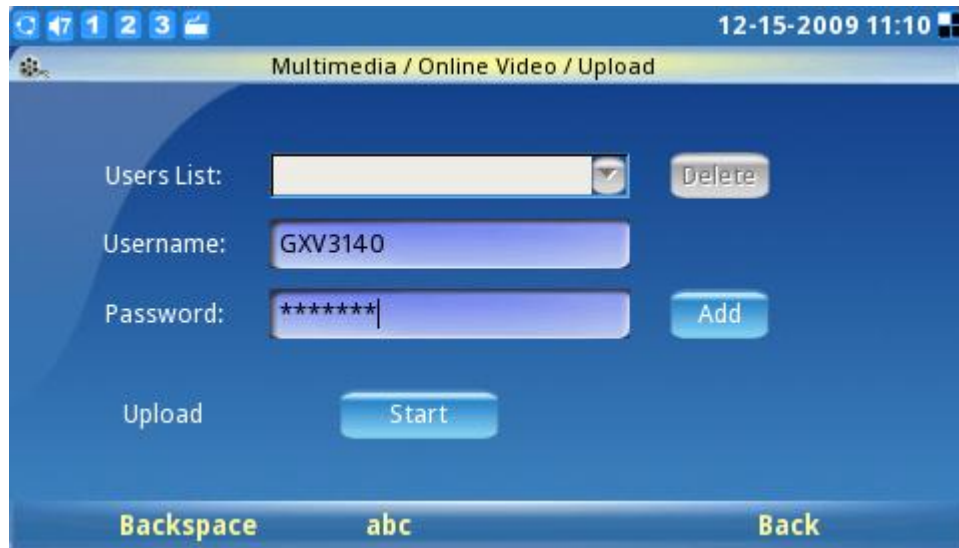 7 1 2 3 12-15-2009 11:10
Multimedia / Online Video / Upload
Users List: Delete
Username: GXV3140
Password: ******* Add
Upload Start
Backspace abc Back